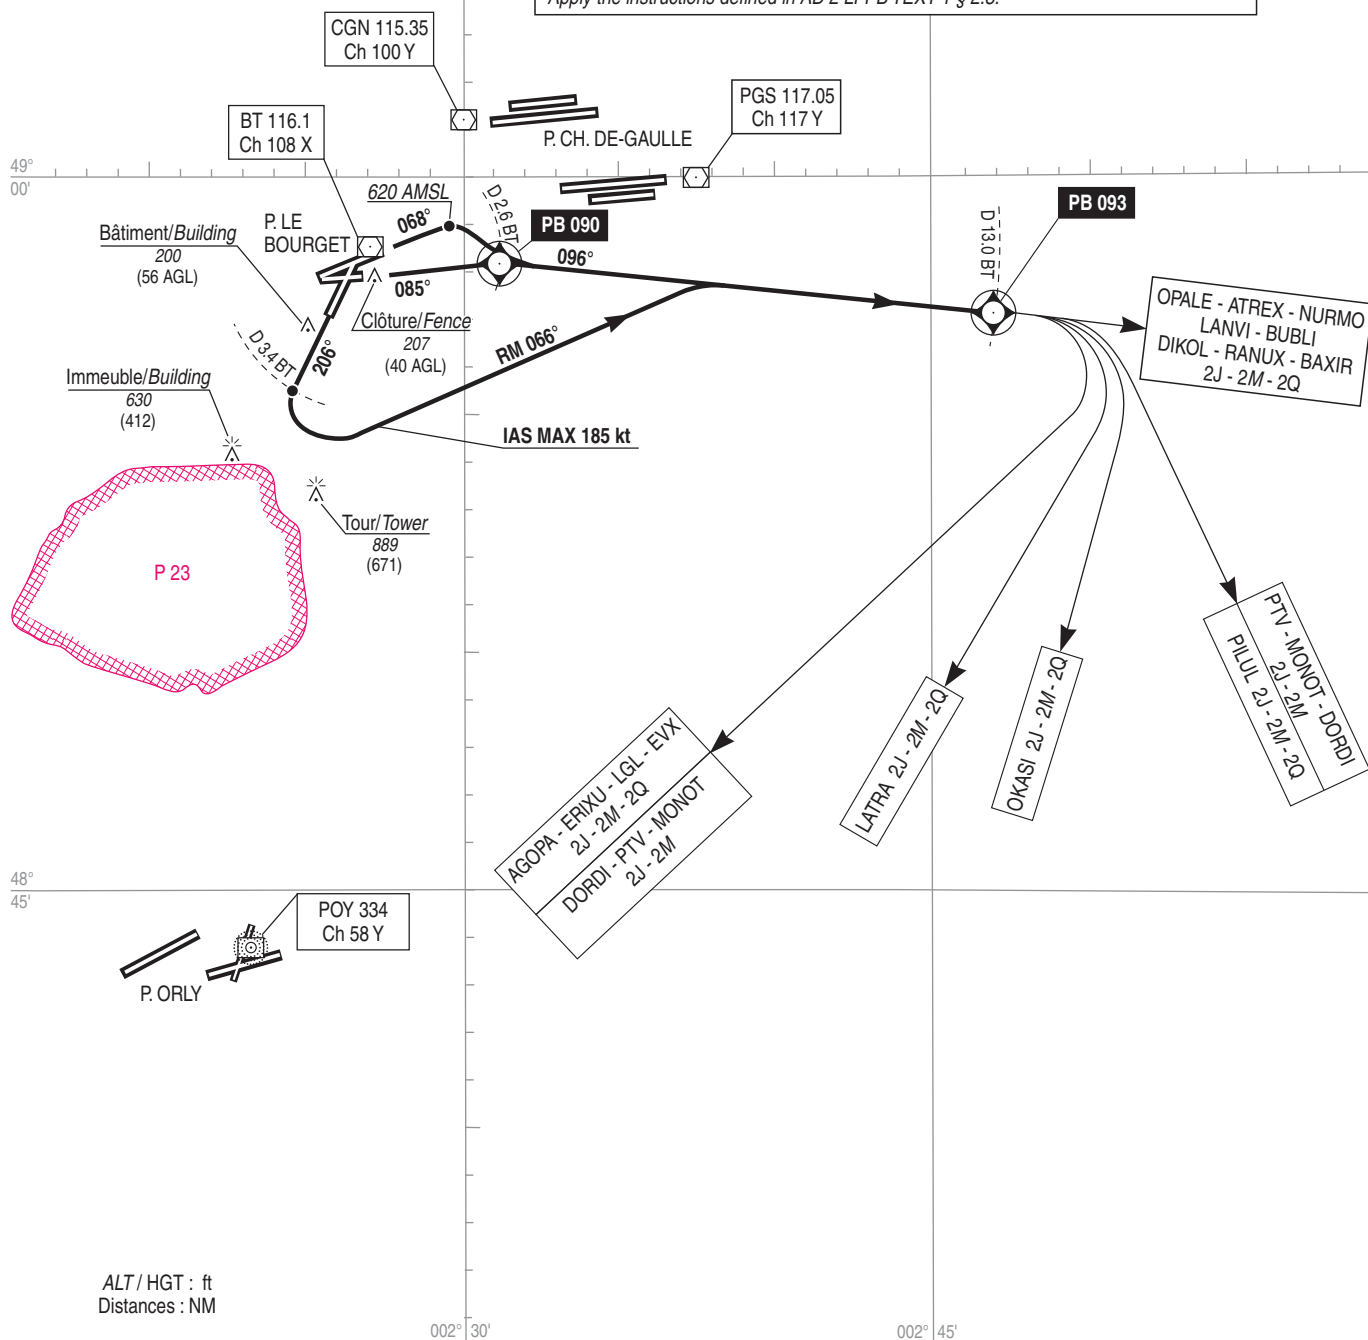 Apply the instructions defined in AD 2 LFPB TEXT 1 § 2.3.
CGN 115.35
Ch 100 Y
PGS 117.05
Ch 117 Y
BT 116.1
Ch 108 X
P. CH. DE-GAULLE
49°
00'
620 AMSL
D 2.6 BT
068°
PB 090
PB 093
P. LE
BOURGET
Bâtiment/Building
200
(56 AGL)
096°
D 13.0 BT
085°
OPALE - ATREX - NURMO
LANVI - BUBLI
DIKOL - RANUX - BAXIR
2J - 2M - 2Q
Clôture/Fence
207
(40 AGL)
D 3.4 BT
206°
RM 066°
Immeuble/Building
630
(412)
IAS MAX 185 kt
Tour/Tower
889
(671)
P 23
PTV - MONOT - DORDI
2J - 2M
PILUL 2J - 2M - 2Q
OKASI 2J - 2M - 2Q
LATRA 2J - 2M - 2Q
AGOPA - ERIXU - LGL - EVX
2J - 2M - 2Q
DORDI - PTV - MONOT
2J - 2M
48°
45'
POY 334
Ch 58 Y
P. ORLY
ALT / HGT : ft
Distances : NM
002° 30'
002° 45'